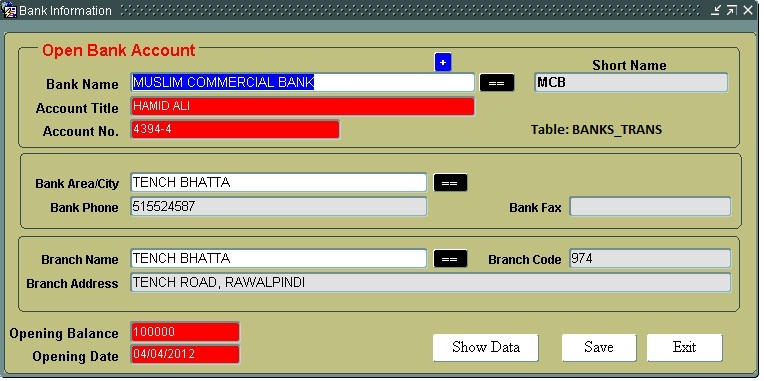 Bank Information
Open Bank Account
+
Short Name
Bank Name MUSLIM COMMERCIAL BANK == MCB
Account Title HAMID ALI
Account No. 4394-4 Table: BANKS_TRANS
Bank Area/City TENCH BHATTA ==
Bank Phone 515524587 Bank Fax
Branch Name TENCH BHATTA == Branch Code 974
Branch Address TENCH ROAD, RAWALPINDI
Opening Balance 100000
Opening Date 04/04/2012
Show Data Save Exit